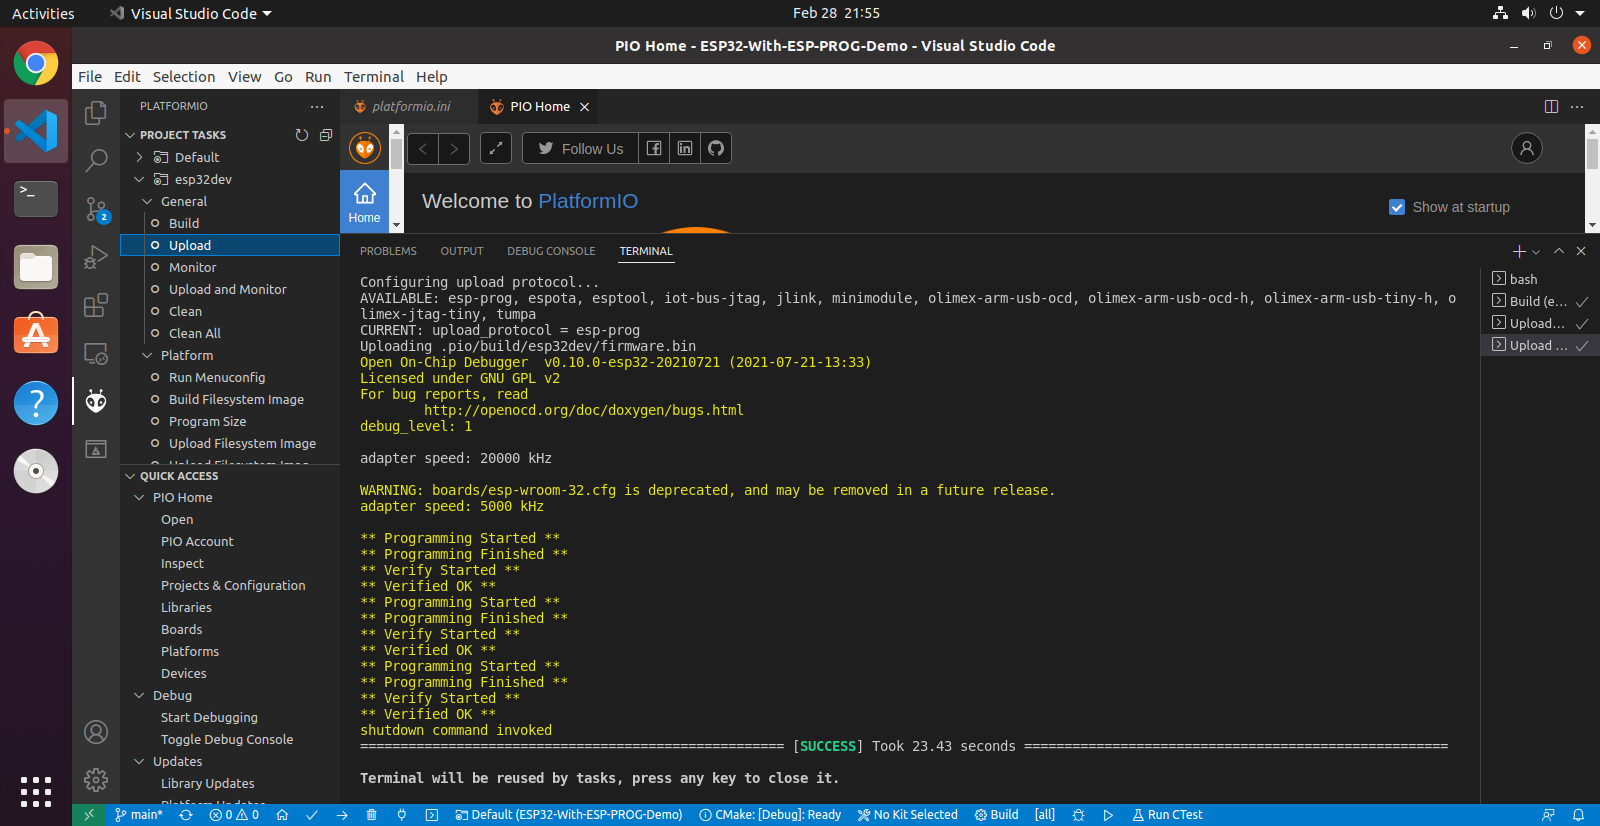 Activities
Visual Studio Code
Feb 28 21:55
PIO Home - ESP32-With-ESP-PROG-Demo - Visual Studio Code
File Edit Selection View Go Run Terminal Help
PLATFORMIO
platformio.ini
PIO Home
PROJECT TASKS
Default
esp32dev
General
Build
Upload
Monitor
Upload and Monitor
Clean
Clean All
Platform
Run Menuconfig
Build Filesystem Image
Program Size
Upload Filesystem Image
2
QUICK ACCESS
PIO Home
Open
PIO Account
Inspect
Projects & Configuration
Libraries
Boards
Platforms
Devices
Debug
Start Debugging
Toggle Debug Console
Updates
Library Updates
Platform Updates
Follow Us
Home
Welcome to PlatformIO
Show at startup
PROBLEMS OUTPUT DEBUG CONSOLE TERMINAL
Configuring upload protocol...
AVAILABLE: esp-prog, espota, esptool, iot-bus-jtag, jlink, minimodule, olimex-arm-usb-ocd, olimex-arm-usb-ocd-h, olimex-arm-usb-tiny-h, o
limex-jtag-tiny, tumpa
CURRENT: upload_protocol = esp-prog
Uploading .pio/build/esp32dev/firmware.bin
Open On-Chip Debugger  v0.10.0-esp32-20210721 (2021-07-21-13:33)
Licensed under GNU GPL v2
For bug reports, read
http://openocd.org/doc/doxygen/bugs.html
debug_level: 1
adapter speed: 20000 kHz
WARNING: boards/esp-wroom-32.cfg is deprecated, and may be removed in a future release.
adapter speed: 5000 kHz
** Programming Started **
** Programming Finished **
** Verify Started **
** Verified OK **
** Programming Started **
** Programming Finished **
** Verify Started **
** Verified OK **
** Programming Started **
** Programming Finished **
** Verify Started **
** Verified OK **
shutdown command invoked
===================================================== [SUCCESS] Took 23.43 seconds =====================================================
Terminal will be reused by tasks, press any key to close it.
bash
Build (e...
Upload...
Upload ...
main*
0 0
Default (ESP32-With-ESP-PROG-Demo)
CMake: [Debug]: Ready
No Kit Selected
Build
[all]
Run CTest